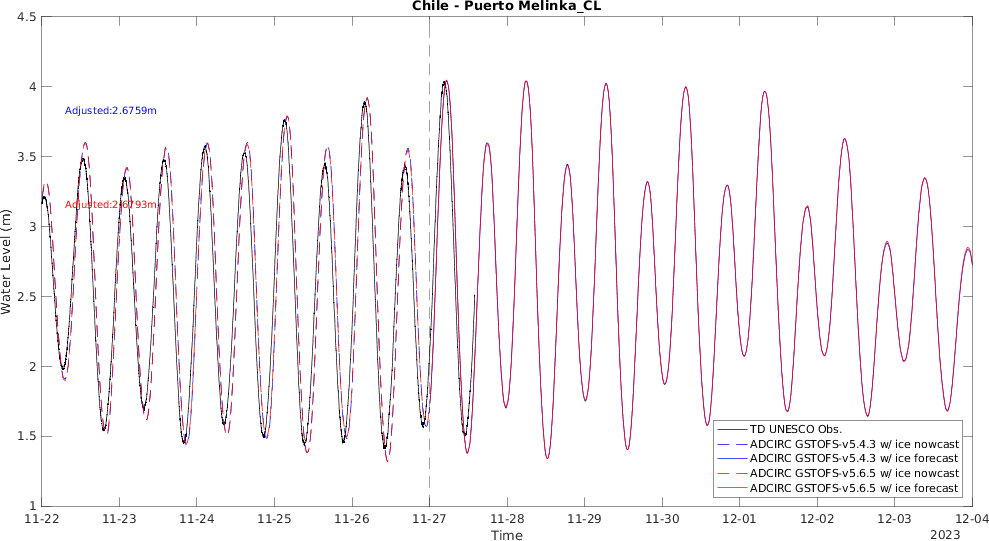 Chile - Puerto Melinka_CL
4.5
4
3.5
3
2.5
2
1.5
1
Water Level (m)
Adjusted:2.6759m
Adjusted:2.6793m
TD UNESCO Obs.
ADCIRC GSTOFS-v5.4.3 w/ ice nowcast
ADCIRC GSTOFS-v5.4.3 w/ ice forecast
ADCIRC GSTOFS-v5.6.5 w/ ice nowcast
ADCIRC GSTOFS-v5.6.5 w/ ice forecast
11-22 11-23 11-24 11-25 11-26 11-27 11-28 11-29 11-30 12-01 12-02 12-03 12-04
Time
2023